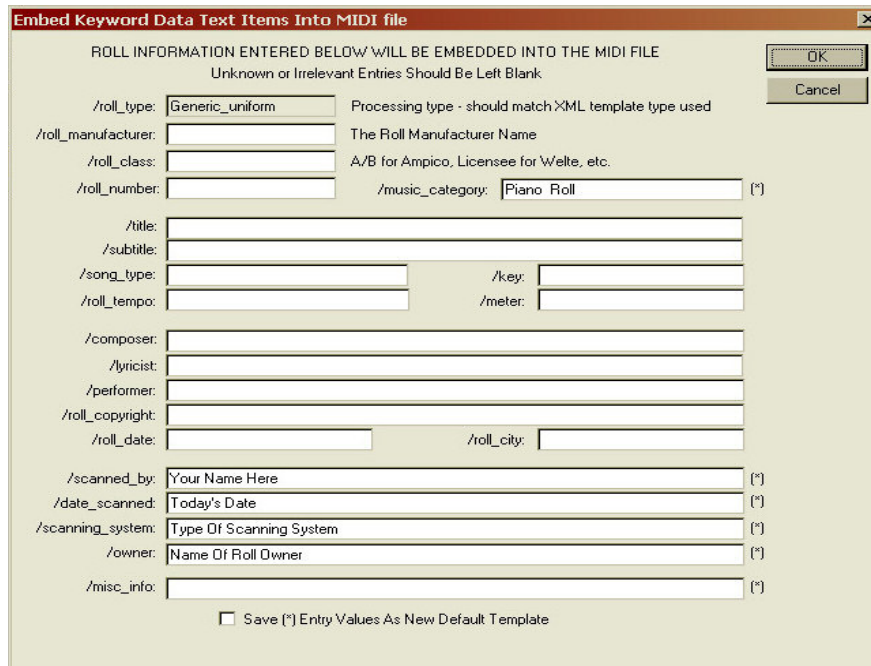 Embed Keyword Data Text Items Into MIDI file
ROLL INFORMATION ENTERED BELOW WILL BE EMBEDDED INTO THE MIDI FILE
Unknown or Irrelevant Entries Should Be Left Blank
OK
Cancel
/roll_type: Generic_uniform Processing type - should match XML template type used
/roll_manufacturer: The Roll Manufacturer Name
/roll_class: A/B for Ampico, Licensee for Welte, etc.
/roll_number: /music_category: Piano Roll (*)
/title:
/subtitle:
/song_type: /key:
/roll_tempo: /meter:
/composer:
/lyricist:
/performer:
/roll_copyright:
/roll_date: /roll_city:
/scanned_by: Your Name Here (*)
/date_scanned: Today's Date (*)
/scanning_system: Type Of Scanning System (*)
/owner: Name Of Roll Owner (*)
/misc_info: (*)
Save (*) Entry Values As New Default Template